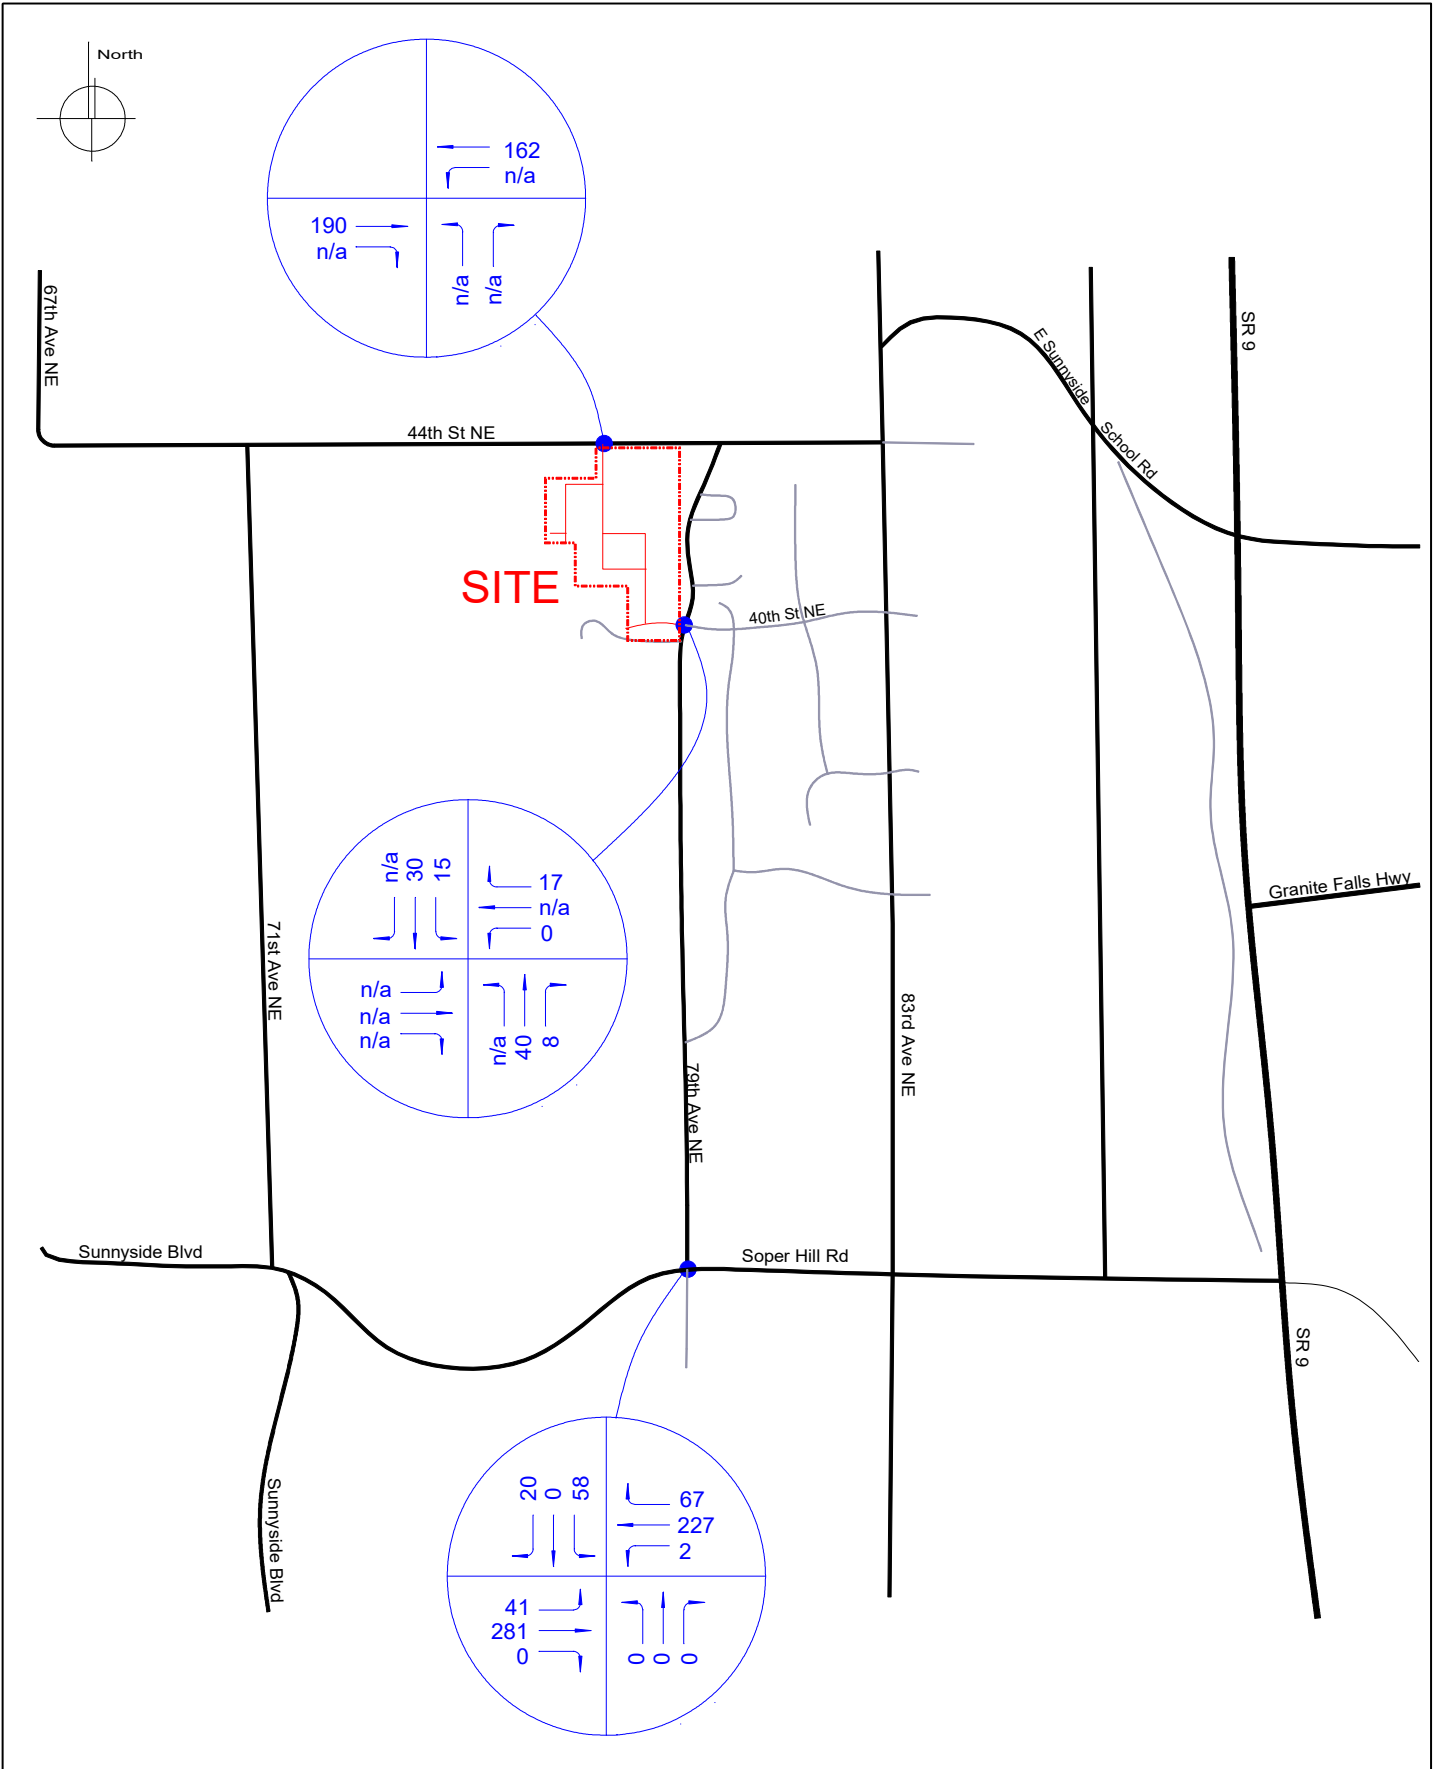 North
162
n/a
190
n/a
n/a
n/a
67th Ave NE
44th St NE
E Sunnyside
School Rd
SR 9
SITE
40th St NE
n/a
30
15
17
n/a
0
n/a
n/a
n/a
n/a
40
8
71st Ave NE
79th Ave NE
83rd Ave NE
Granite Falls Hwy
Sunnyside Blvd
Soper Hill Rd
SR 9
Sunnyside Blvd
20
0
58
67
227
2
41
281
0
0
0
0